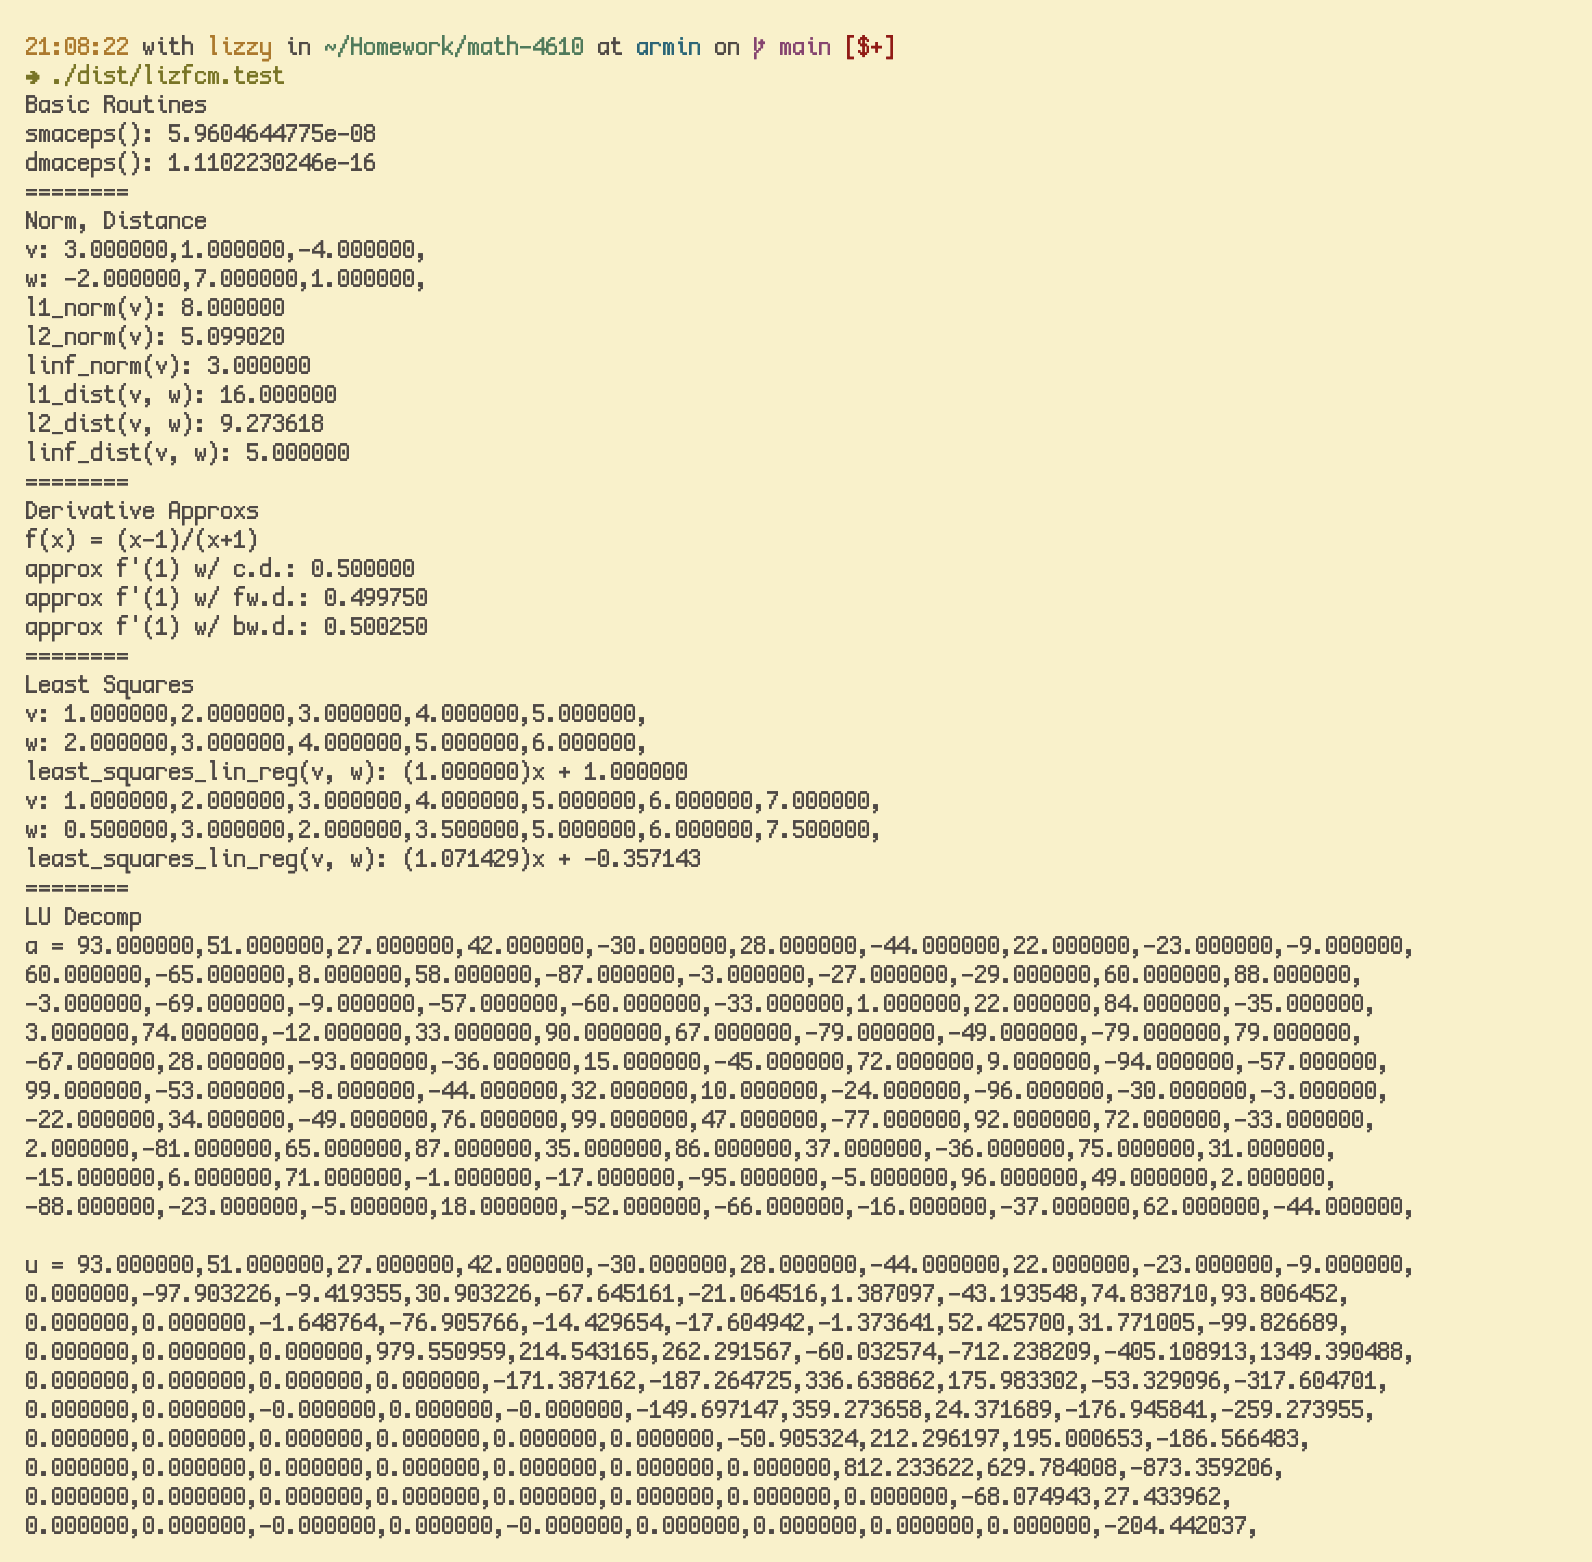 21:08:22 with lizzy in ~/Homework/math-4610 at armin on main [$+]
➜ ./dist/lizfcm.test
Basic Routines
smaceps(): 5.9604644775e-08
dmaceps(): 1.1102230246e-16
========
Norm, Distance
v: 3.000000,1.000000,-4.000000,
w: -2.000000,7.000000,1.000000,
l1_norm(v): 8.000000
l2_norm(v): 5.099020
linf_norm(v): 3.000000
l1_dist(v, w): 16.000000
l2_dist(v, w): 9.273618
linf_dist(v, w): 5.000000
========
Derivative Approxs
f(x) = (x-1)/(x+1)
approx f'(1) w/ c.d.: 0.500000
approx f'(1) w/ fw.d.: 0.499750
approx f'(1) w/ bw.d.: 0.500250
========
Least Squares
v: 1.000000,2.000000,3.000000,4.000000,5.000000,
w: 2.000000,3.000000,4.000000,5.000000,6.000000,
least_squares_lin_reg(v, w): (1.000000)x + 1.000000
v: 1.000000,2.000000,3.000000,4.000000,5.000000,6.000000,7.000000,
w: 0.500000,3.000000,2.000000,3.500000,5.000000,6.000000,7.500000,
least_squares_lin_reg(v, w): (1.071429)x + -0.357143
========
LU Decomp
a = 93.000000,51.000000,27.000000,42.000000,-30.000000,28.000000,-44.000000,22.000000,-23.000000,-9.000000,
60.000000,-65.000000,8.000000,58.000000,-87.000000,-3.000000,-27.000000,-29.000000,60.000000,88.000000,
-3.000000,-69.000000,-9.000000,-57.000000,-60.000000,-33.000000,1.000000,22.000000,84.000000,-35.000000,
3.000000,74.000000,-12.000000,33.000000,90.000000,67.000000,-79.000000,-49.000000,-79.000000,79.000000,
-67.000000,28.000000,-93.000000,-36.000000,15.000000,-45.000000,72.000000,9.000000,-94.000000,-57.000000,
99.000000,-53.000000,-8.000000,-44.000000,32.000000,10.000000,-24.000000,-96.000000,-30.000000,-3.000000,
-22.000000,34.000000,-49.000000,76.000000,99.000000,47.000000,-77.000000,92.000000,72.000000,-33.000000,
2.000000,-81.000000,65.000000,87.000000,35.000000,86.000000,37.000000,-36.000000,75.000000,31.000000,
-15.000000,6.000000,71.000000,-1.000000,-17.000000,-95.000000,-5.000000,96.000000,49.000000,2.000000,
-88.000000,-23.000000,-5.000000,18.000000,-52.000000,-66.000000,-16.000000,-37.000000,62.000000,-44.000000,
u = 93.000000,51.000000,27.000000,42.000000,-30.000000,28.000000,-44.000000,22.000000,-23.000000,-9.000000,
0.000000,-97.903226,-9.419355,30.903226,-67.645161,-21.064516,1.387097,-43.193548,74.838710,93.806452,
0.000000,0.000000,-1.648764,-76.905766,-14.429654,-17.604942,-1.373641,52.425700,31.771005,-99.826689,
0.000000,0.000000,0.000000,979.550959,214.543165,262.291567,-60.032574,-712.238209,-405.108913,1349.390488,
0.000000,0.000000,0.000000,0.000000,-171.387162,-187.264725,336.638862,175.983302,-53.329096,-317.604701,
0.000000,0.000000,-0.000000,0.000000,-0.000000,-149.697147,359.273658,24.371689,-176.945841,-259.273955,
0.000000,0.000000,0.000000,0.000000,0.000000,0.000000,-50.905324,212.296197,195.000653,-186.566483,
0.000000,0.000000,0.000000,0.000000,0.000000,0.000000,0.000000,812.233622,629.784008,-873.359206,
0.000000,0.000000,0.000000,0.000000,0.000000,0.000000,0.000000,0.000000,-68.074943,27.433962,
0.000000,0.000000,-0.000000,0.000000,-0.000000,0.000000,0.000000,0.000000,0.000000,-204.442037,